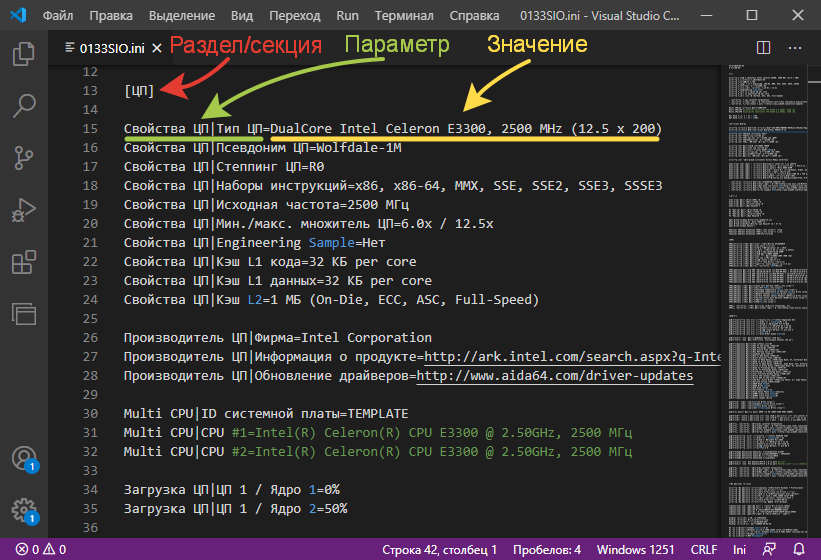 Файл Правка Выделение Вид Переход Run Терминал Справка 0133SIO.ini - Visual Studio C...
0133SIO.ini
Раздел/секция Параметр Значение
12
13 [ЦП]
14
15 Свойства ЦП|Тип ЦП=DualCore Intel Celeron E3300, 2500 MHz (12.5 x 200)
16 Свойства ЦП|Псевдоним ЦП=Wolfdale-1M
17 Свойства ЦП|Степпинг ЦП=R0
18 Свойства ЦП|Наборы инструкций=x86, x86-64, MMX, SSE, SSE2, SSE3, SSSE3
19 Свойства ЦП|Исходная частота=2500 МГц
20 Свойства ЦП|Мин./макс. множитель ЦП=6.0x / 12.5x
21 Свойства ЦП|Engineering Sample=Нет
22 Свойства ЦП|Кэш L1 кода=32 КБ per core
23 Свойства ЦП|Кэш L1 данных=32 КБ per core
24 Свойства ЦП|Кэш L2=1 МБ (On-Die, ECC, ASC, Full-Speed)
25
26 Производитель ЦП|Фирма=Intel Corporation
27 Производитель ЦП|Информация о продукте=http://ark.intel.com/search.aspx?q=Inte
28 Производитель ЦП|Обновление драйверов=http://www.aida64.com/driver-updates
29
30 Multi CPU|ID системной платы=TEMPLATE
31 Multi CPU|CPU #1=Intel(R) Celeron(R) CPU E3300 @ 2.50GHz, 2500 МГц
32 Multi CPU|CPU #2=Intel(R) Celeron(R) CPU E3300 @ 2.50GHz, 2500 МГц
33
34 Загрузка ЦП|ЦП 1 / Ядро 1=0%
35 Загрузка ЦП|ЦП 1 / Ядро 2=50%
36
1
1
0 0 Строка 42, столбец 1 Пробелов: 4 Windows 1251 CRLF Ini